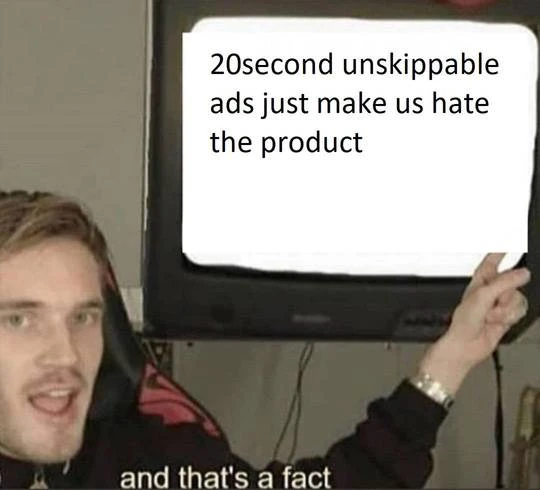 20second unskippable
ads just make us hate
the product
and that's a fact